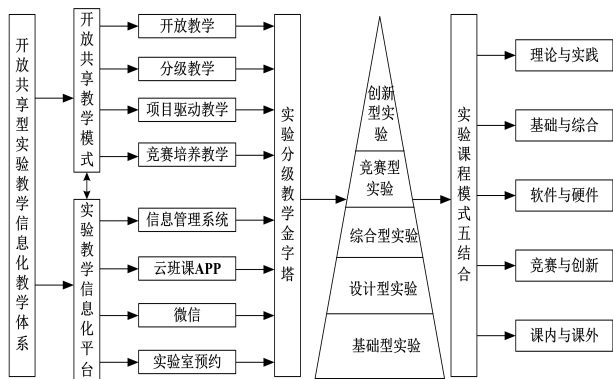 开放共享型实验教学信息化教学体系
开放共享教学模式
实验教学信息化平台
开放教学
分级教学
项目驱动教学
竞赛培养教学
信息管理系统
云班课APP
微信
实验室预约
实验分级教学金字塔
创新
型实
验
竞赛型
实验
综合型实验
设计型实验
基础型实验
实验课程模式五结合
理论与实践
基础与综合
软件与硬件
竞赛与创新
课内与课外